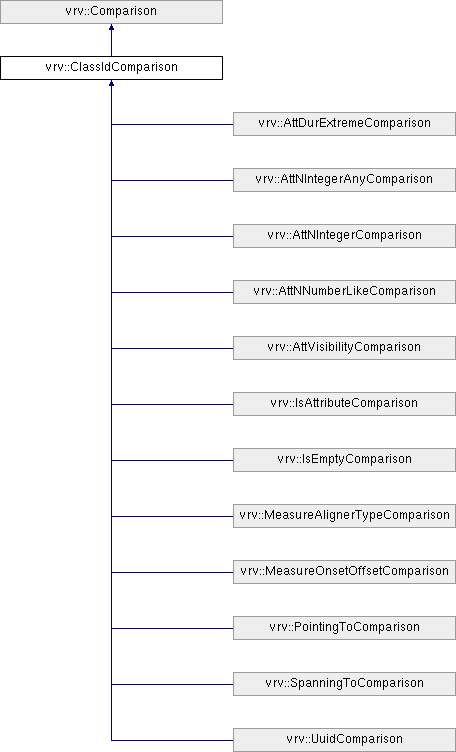 vrv::Comparison
vrv::ClassIdComparison
vrv::AttDurExtremeComparison
vrv::AttNIntegerAnyComparison
vrv::AttNIntegerComparison
vrv::AttNNumberLikeComparison
vrv::AttVisibilityComparison
vrv::IsAttributeComparison
vrv::IsEmptyComparison
vrv::MeasureAlignerTypeComparison
vrv::MeasureOnsetOffsetComparison
vrv::PointingToComparison
vrv::SpanningToComparison
vrv::UuidComparison